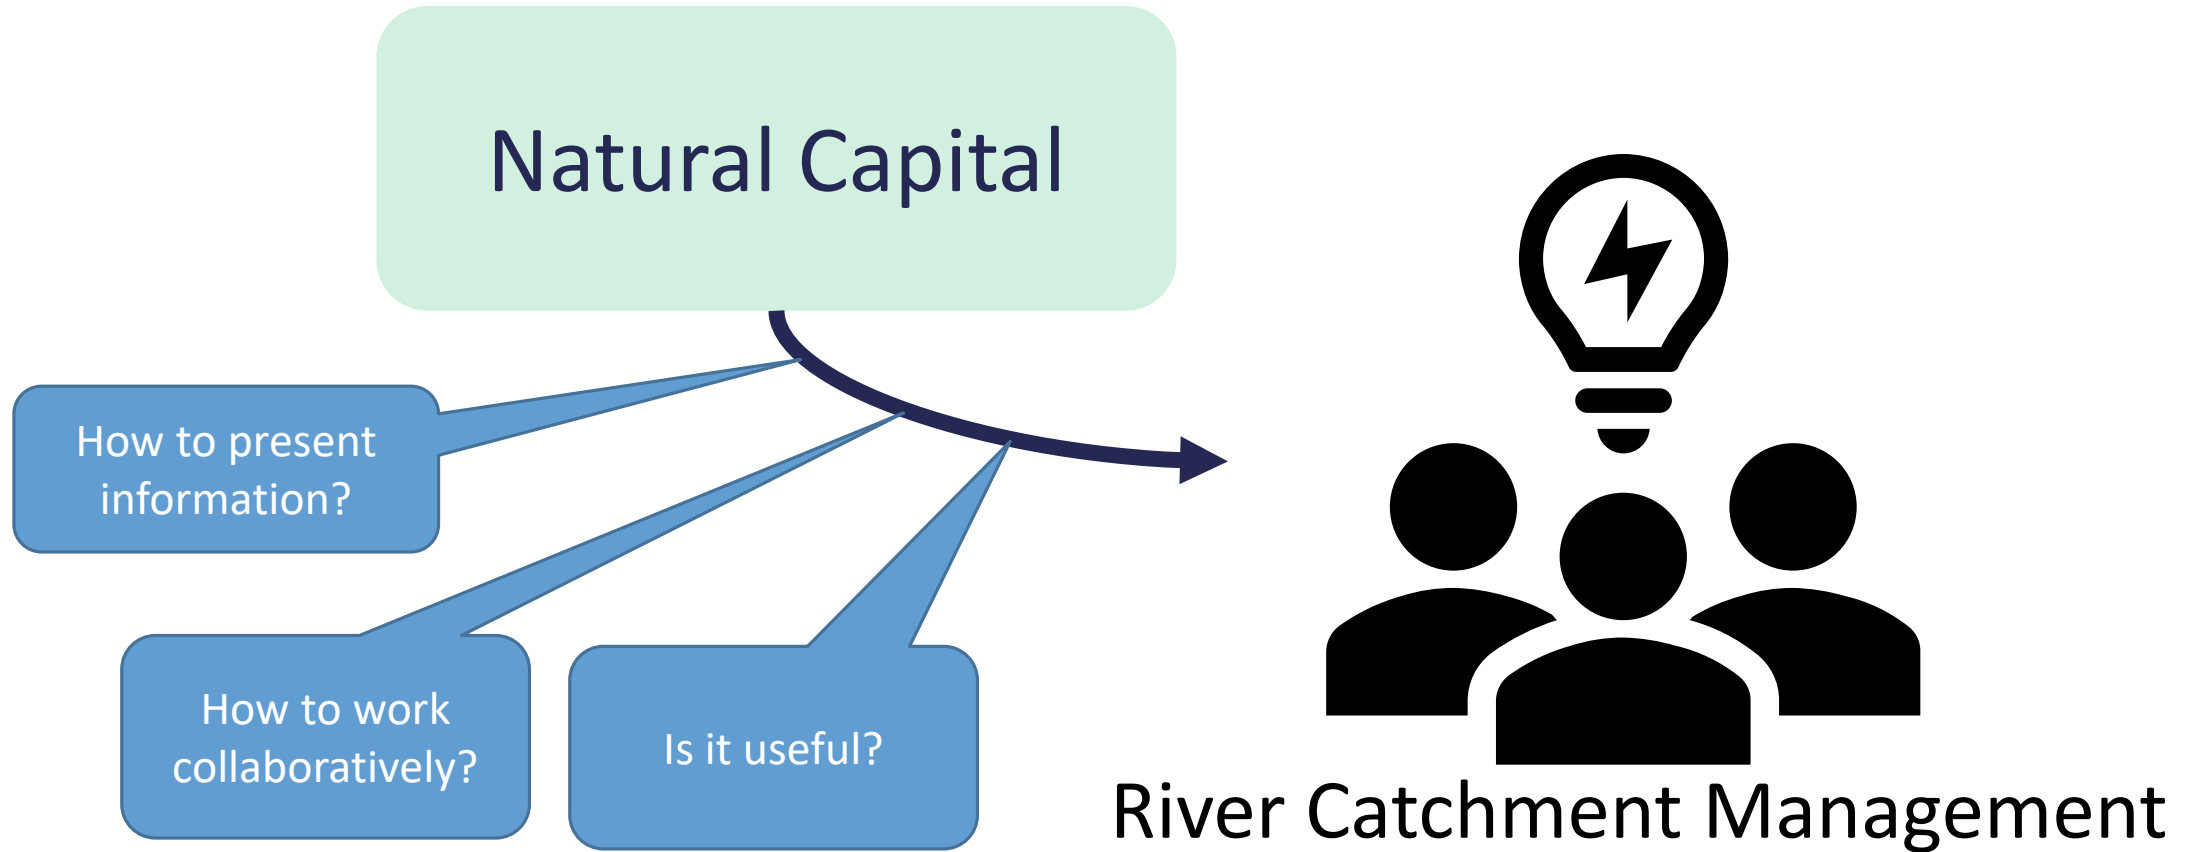 Natural Capital
How to present
information?
How to work
collaboratively?
Is it useful?
River Catchment Management